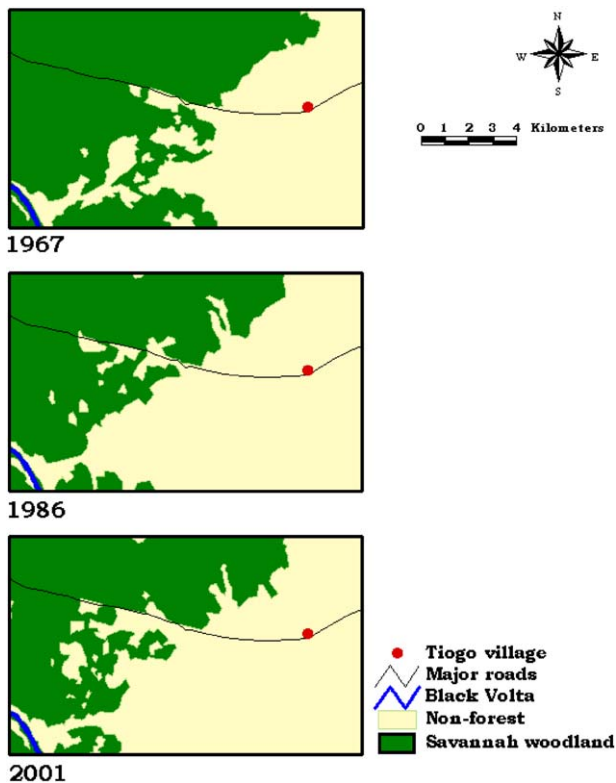 N
W E
S
0 1 2 3 4 Kilometers
1967
1986
2001
Tiogo village
Major roads
Black Volta
Non-forest
Savannah woodland